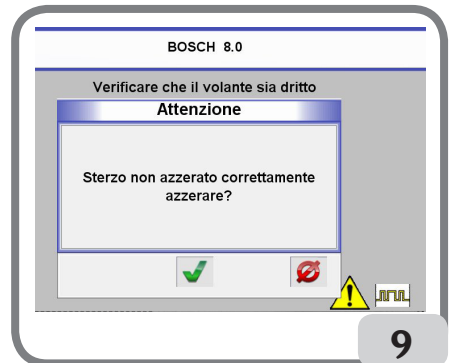 BOSCH 8.0
Verificare che il volante sia dritto
Attenzione
Sterzo non azzerato correttamente
azzerare?
9